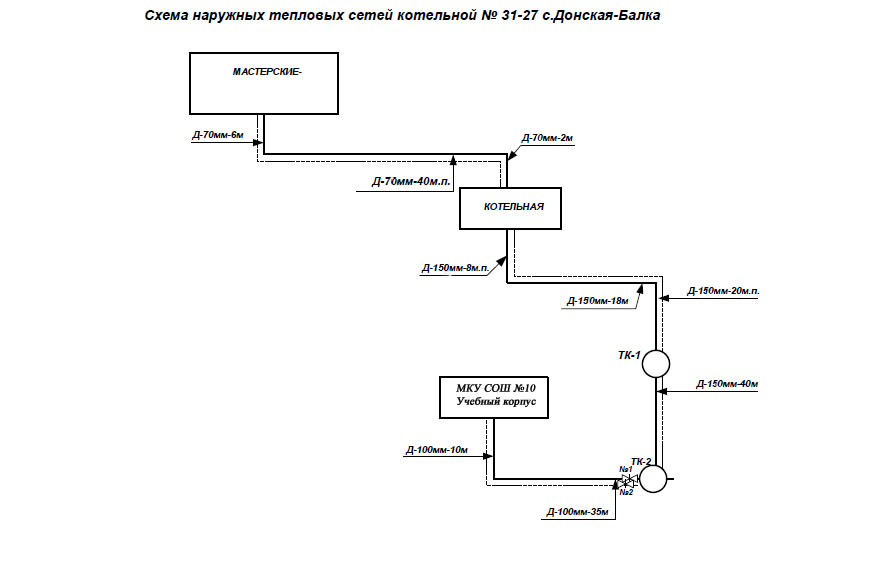 Схема наружных тепловых сетей котельной № 31-27 с.Донская-Балка
МАСТЕРСКИЕ-
Д-70мм-6м
Д-70мм-2м
Д-70мм-40м.п.
КОТЕЛЬНАЯ
Д-150мм-8м.п.
Д-150мм-20м.п.
Д-150мм-18м
ТК-1
МКУ СОШ №10
Учебный корпус
Д-150мм-40м
Д-100мм-10м
ТК-2
№1
№2
Д-100мм-35м